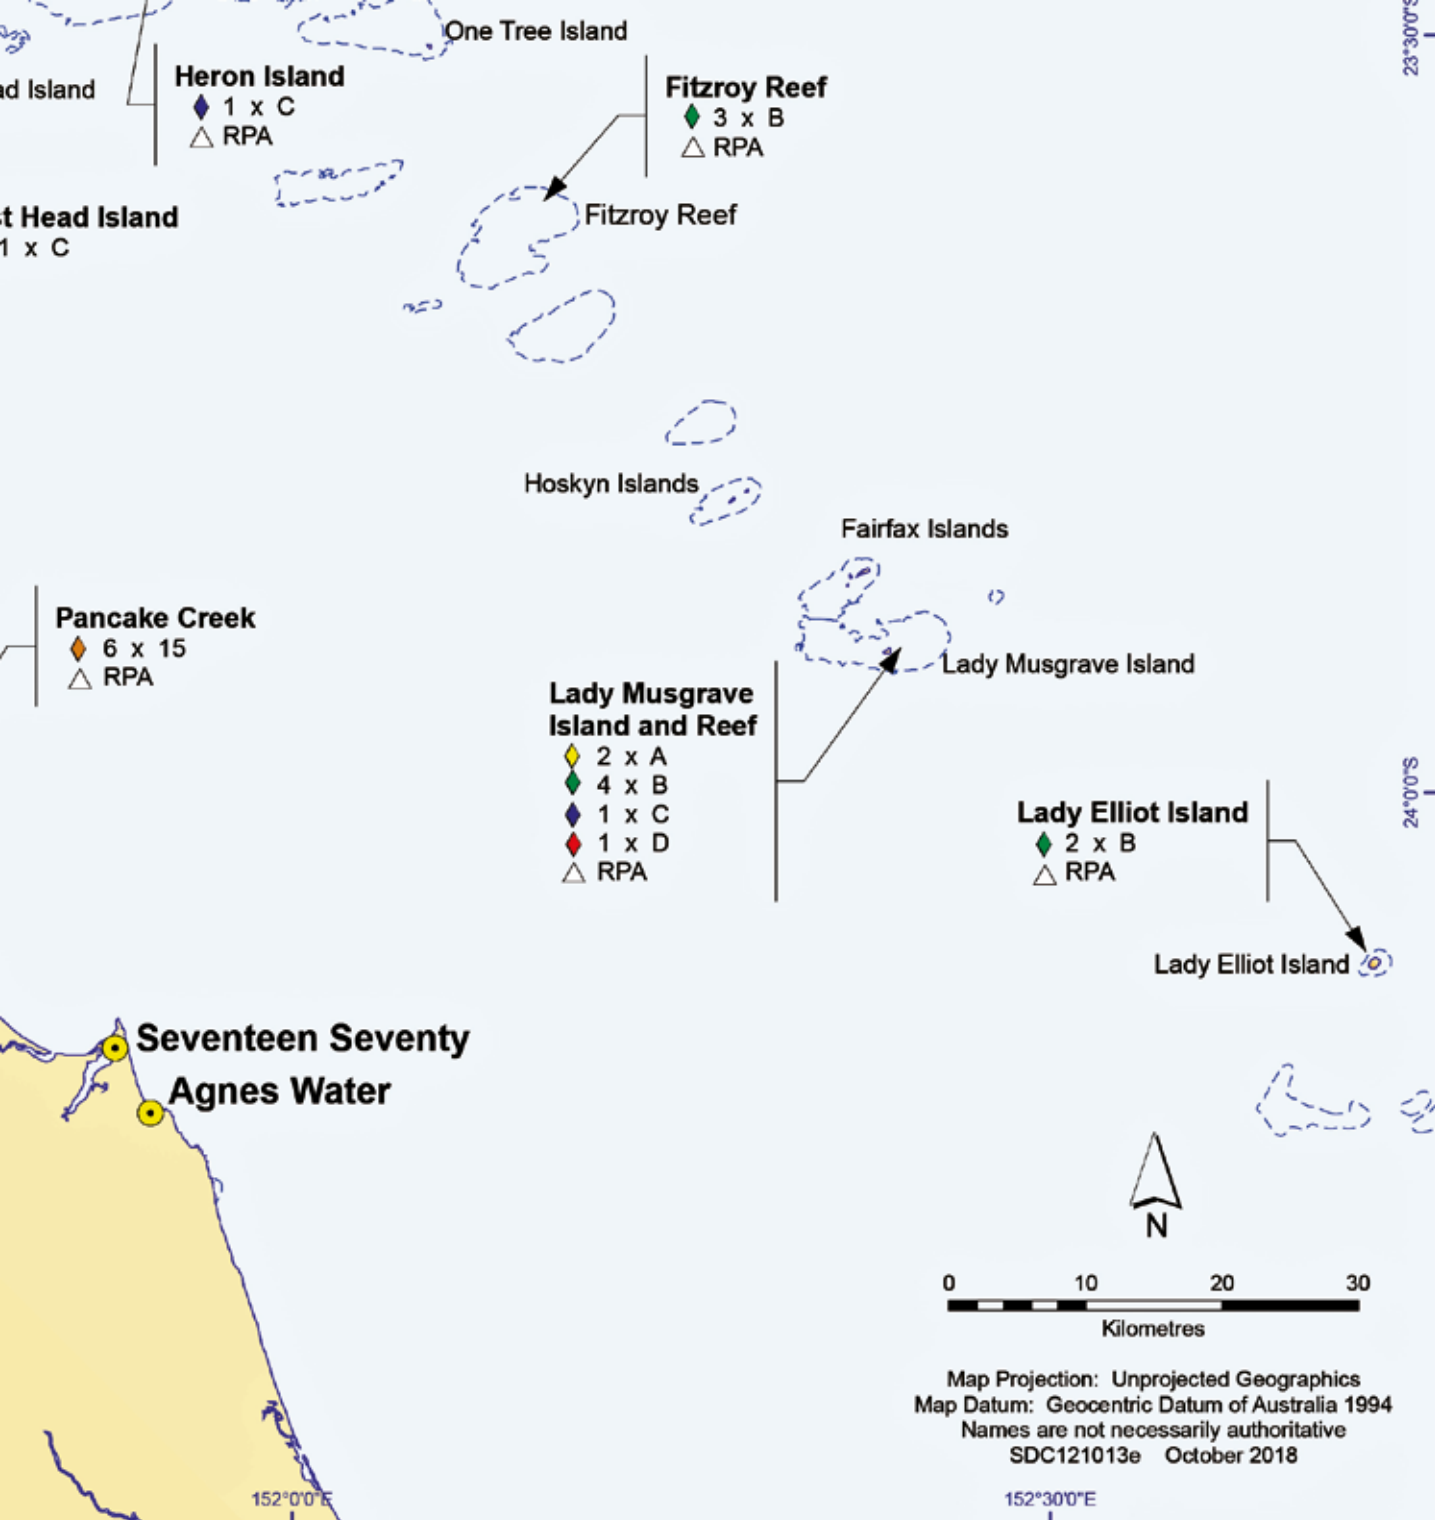 One Tree Island
23°30'0"S
Heron Island
1 x C
RPA
Island
Fitzroy Reef
3 x B
RPA
Fitzroy Reef
Head Island
1 x C
Hoskyn Islands
Fairfax Islands
Pancake Creek
6 x 15
RPA
Lady Musgrave Island
Lady Musgrave
Island and Reef
2 x A
4 x B
1 x C
1 x D
RPA
24°0'0"S
Lady Elliot Island
2 x B
RPA
Lady Elliot Island
Seventeen Seventy
Agnes Water
N
0 10 20 30
Kilometres
Map Projection: Unprojected Geographics
Map Datum: Geocentric Datum of Australia 1994
Names are not necessarily authoritative
SDC121013e October 2018
152°0'0"E
152°30'0"E